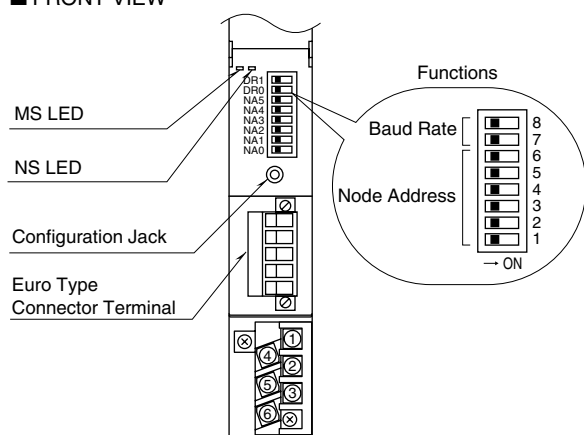 ■ FRONT VIEW
MS LED
NS LED
Configuration Jack
Euro Type
Connector Terminal
DR1
DR0
NA5
NA4
NA3
NA2
NA1
NA0
4
5
6
1
2
3
Functions
Baud Rate
Node Address
8
7
6
5
4
3
2
1
→ ON